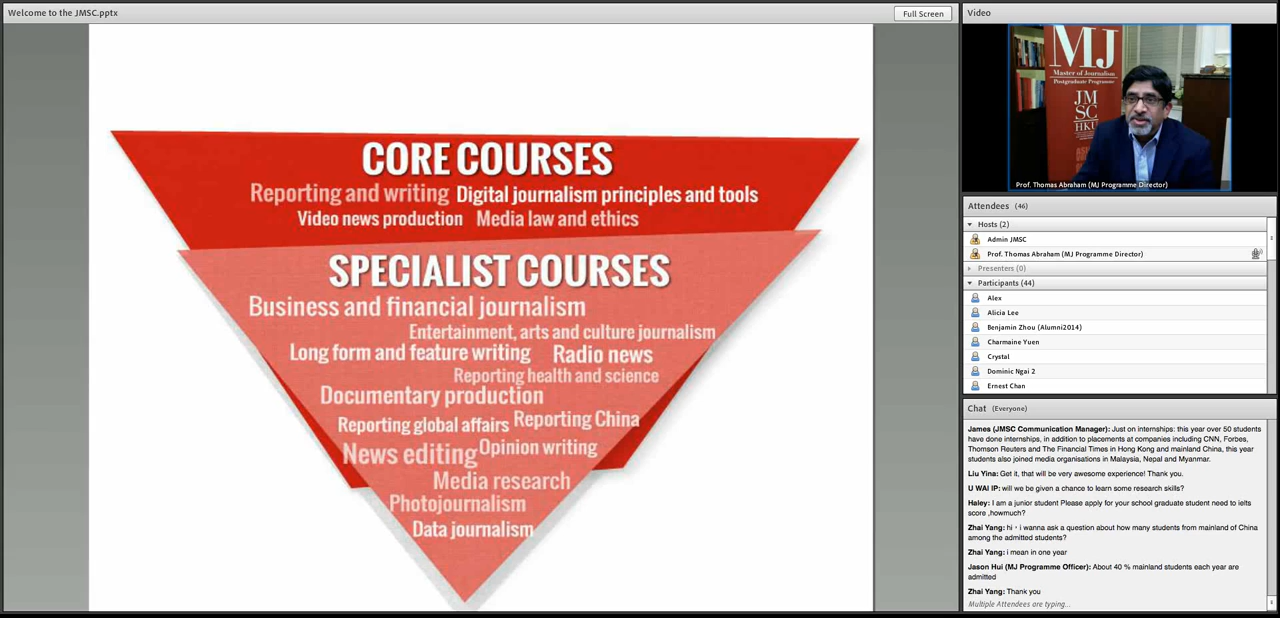 Welcome to the JMSC.pptx
Full Screen
CORE COURSES
Reporting and writing Digital journalism principles and tools
Video news production Media law and ethics
SPECIALIST COURSES
Business and financial journalism
Entertainment, arts and culture journalism
Long form and feature writing Radio news
Reporting health and science
Documentary production
Reporting global affairs Reporting China
News editing Opinion writing
Media research
Photojournalism
Data journalism
Video
MJ
Master of Journalism
Postgraduate Programme
JM
SC
HKU
Prof. Thomas Abraham (MJ Programme Director)
Attendees (46)
Hosts (2)
Admin JMSC
Prof. Thomas Abraham (MJ Programme Director)
Presenters (0)
Participants (44)
Alex
Alicia Lee
Benjamin Zhou (Alumni2014)
Charmaine Yuen
Crystal
Dominic Ngai 2
Ernest Chan
Chat (Everyone)
James (JMSC Communication Manager): Just on internships: this year over 50 students
have done internships, in addition to placements at companies including CNN, Forbes,
Thomson Reuters and The Financial Times in Hong Kong and mainland China, this year
students also joined media organisations in Malaysia, Nepal and Myanmar.
Liu Yina: Get it, that will be very awesome experience! Thank you.
U WAI IP: will we be given a chance to learn some research skills?
Haley: I am a junior student Please apply for your school graduate student need to ielts
score ,howmuch?
Zhai Yang: hi，i wanna ask a question about how many students from mainland of China
among the admitted students?
Zhai Yang: i mean in one year
Jason Hui (MJ Programme Officer): About 40 % mainland students each year are
admitted
Zhai Yang: Thank you
Multiple Attendees are typing...